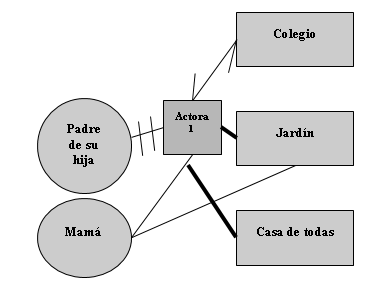 Colegio
Actora
1
Padre
de su
hija
Jardín
Mamá
Casa de todas